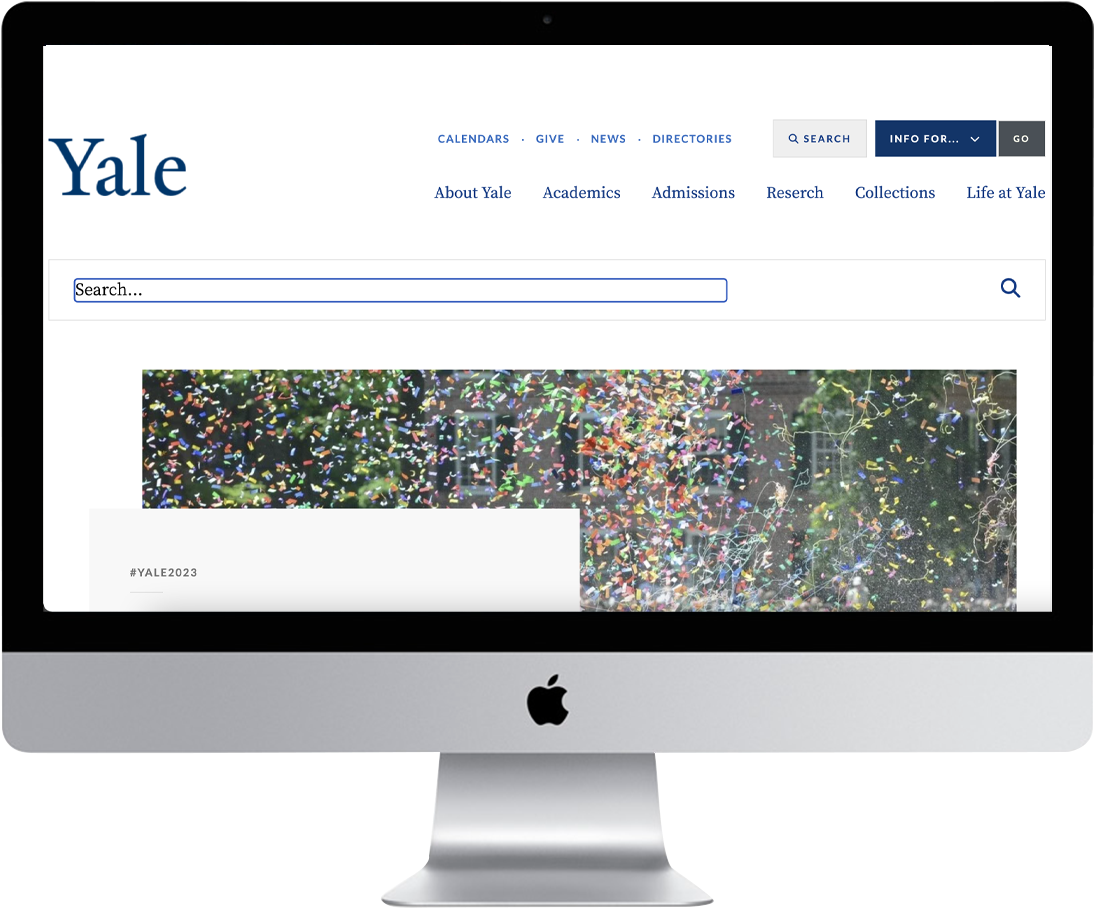 Yale
CALENDARS · GIVE · NEWS · DIRECTORIES
SEARCH
INFO FOR...
GO
About Yale Academics Admissions Reserch Collections Life at Yale
Search...
#YALE2023